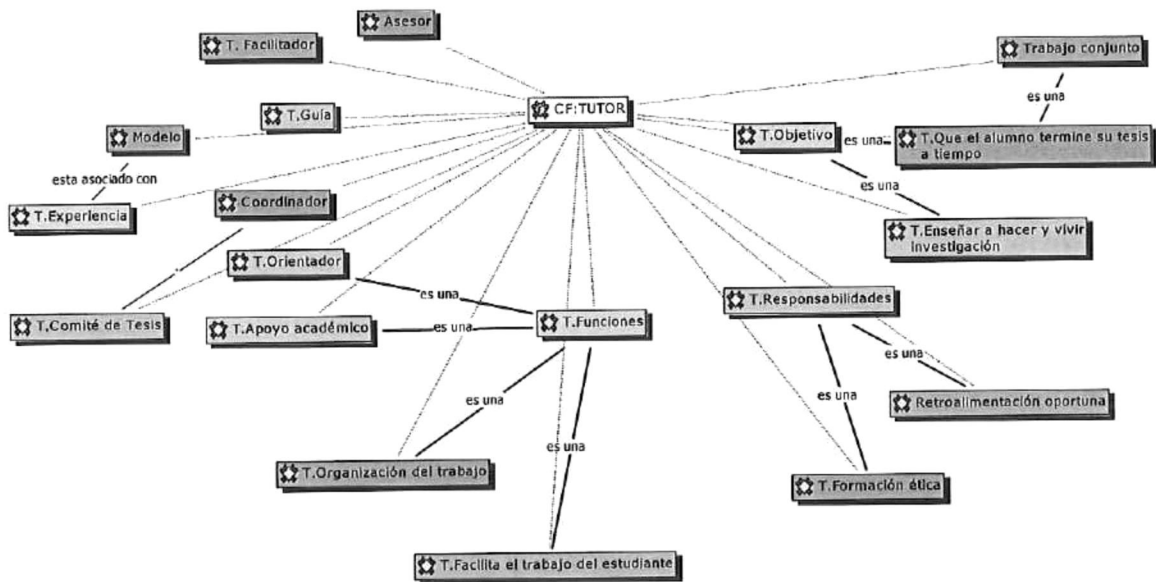 Asesor
T. Facilitador
Trabajo conjunto
es una
CF:TUTOR
T.Guía
Modelo
T.Objetivo
es una
T.Que el alumno termine su tesis
a tiempo
esta asociado con
es una
T.Experiencia
Coordinador
T.Enseñar a hacer y vivir
investigación
T.Orientador
es una
T.Responsabilidades
T.Comité de Tesis
T.Apoyo académico
es una
T.Funciones
es una
es una
es una
Retroalimentación oportuna
es una
T.Organización del trabajo
T.Formación ética
T.Facilita el trabajo del estudiante